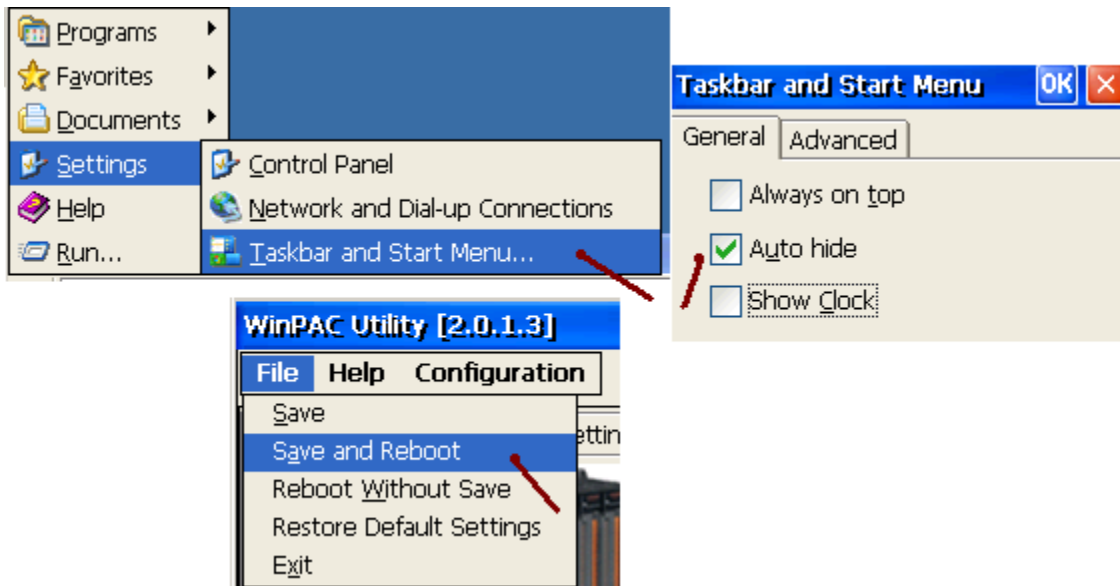 Programs
Favorites
Documents
Settings
Help
Run...
Control Panel
Network and Dial-up Connections
Taskbar and Start Menu...
Taskbar and Start Menu OK
General Advanced
Always on top
Auto hide
Show Clock
WinPAC Utility [2.0.1.3]
File Help Configuration
Save
Save and Reboot
Reboot Without Save
Restore Default Settings
Exit